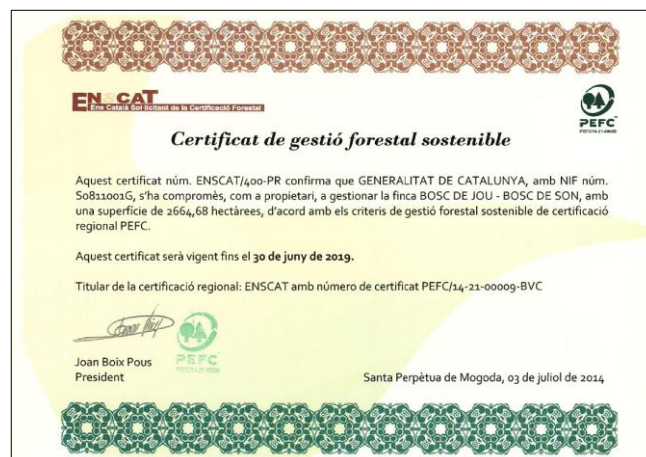 ENSCAT
Ens Català Sol·licitant de la Certificació Forestal
PEFC
PEFC/14-21-00009
Certificat de gestió forestal sostenible
Aquest certificat núm. ENSCAT/400-PR confirma que GENERALITAT DE CATALUNYA, amb NIF núm.
S0811001G, s'ha compromès, com a propietari, a gestionar la finca BOSC DE JOU - BOSC DE SON, amb
una superfície de 2664,68 hectàrees, d'acord amb els criteris de gestió forestal sostenible de certificació
regional PEFC.
Aquest certificat serà vigent fins el 30 de juny de 2019.
Titular de la certificació regional: ENSCAT amb número de certificat PEFC/14-21-00009-BVC
PEFC
Joan Boix Pous
President
Santa Perpètua de Mogoda, 03 de juliol de 2014